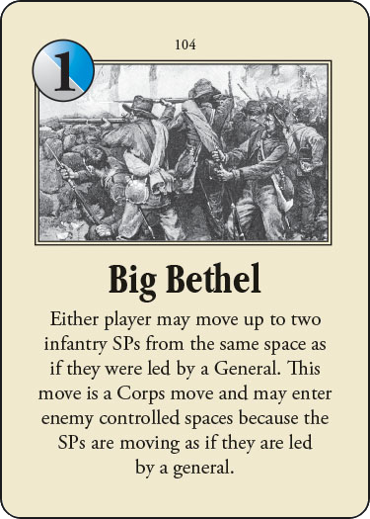 104
1
Big Bethel
Either player may move up to two
infantry SPs from the same space as
if they were led by a General. This
move is a Corps move and may enter
enemy controlled spaces because the
SPs are moving as if they are led
by a general.